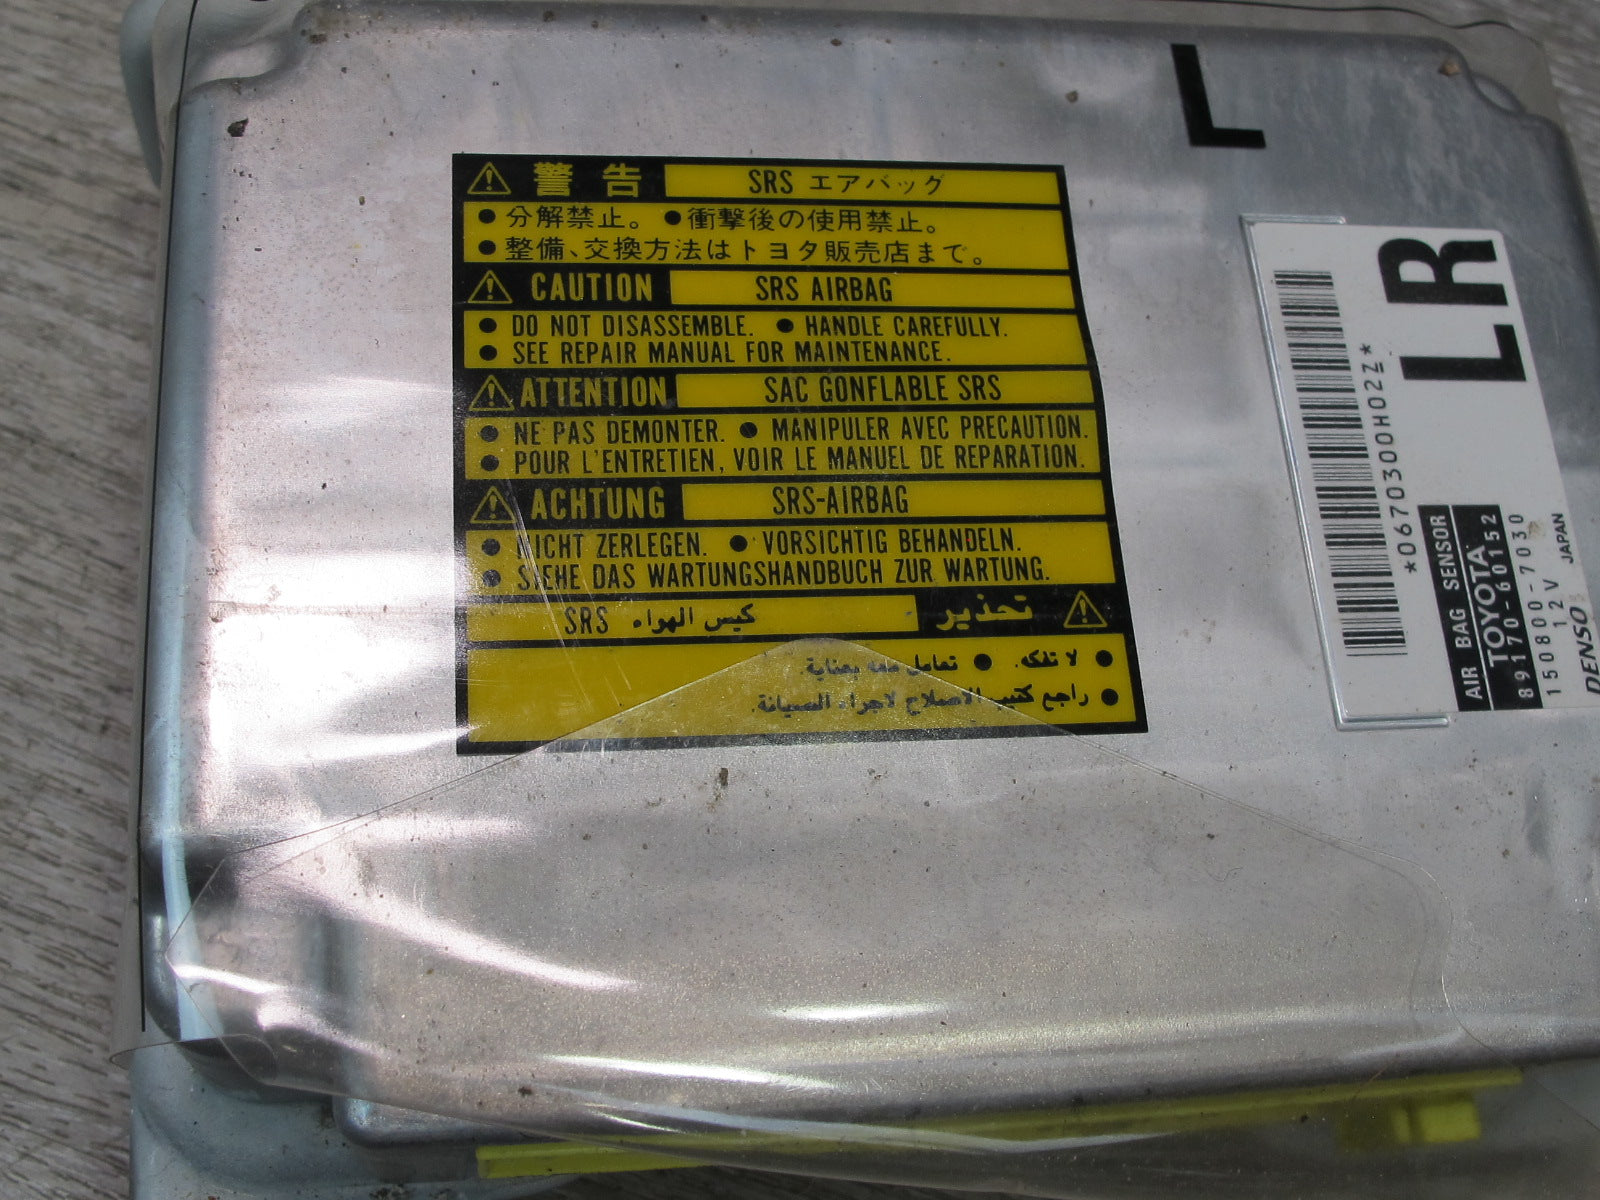 警告 SRS エアバッグ
● 分解禁止。 ● 衝撃後の使用禁止。
● 整備、交換方法はトヨタ販売店まで。
CAUTION SRS AIRBAG
● DO NOT DISASSEMBLE. ● HANDLE CAREFULLY.
● SEE REPAIR MANUAL FOR MAINTENANCE.
ATTENTION SAC GONFLABLE SRS
● NE PAS DEMONTER. ● MANIPULER AVEC PRECAUTION.
● POUR L'ENTRETIEN, VOIR LE MANUEL DE REPARATION.
ACHTUNG SRS-AIRBAG
● NICHT ZERLEGEN. ● VORSICHTIG BEHANDELN.
● SIEHE DAS WARTUNGSHANDBUCH ZUR WARTUNG.
تحذير كيس الهواء SRS
● لا تفكه. ● تعامل معه بعناية.
● راجع كتيب الاصلاح لاجراء الصيانة.
L
LR
*0670300H02Z*
AIR BAG SENSOR
TOYOTA
89170-60152
150800-7030
12V
DENSO JAPAN